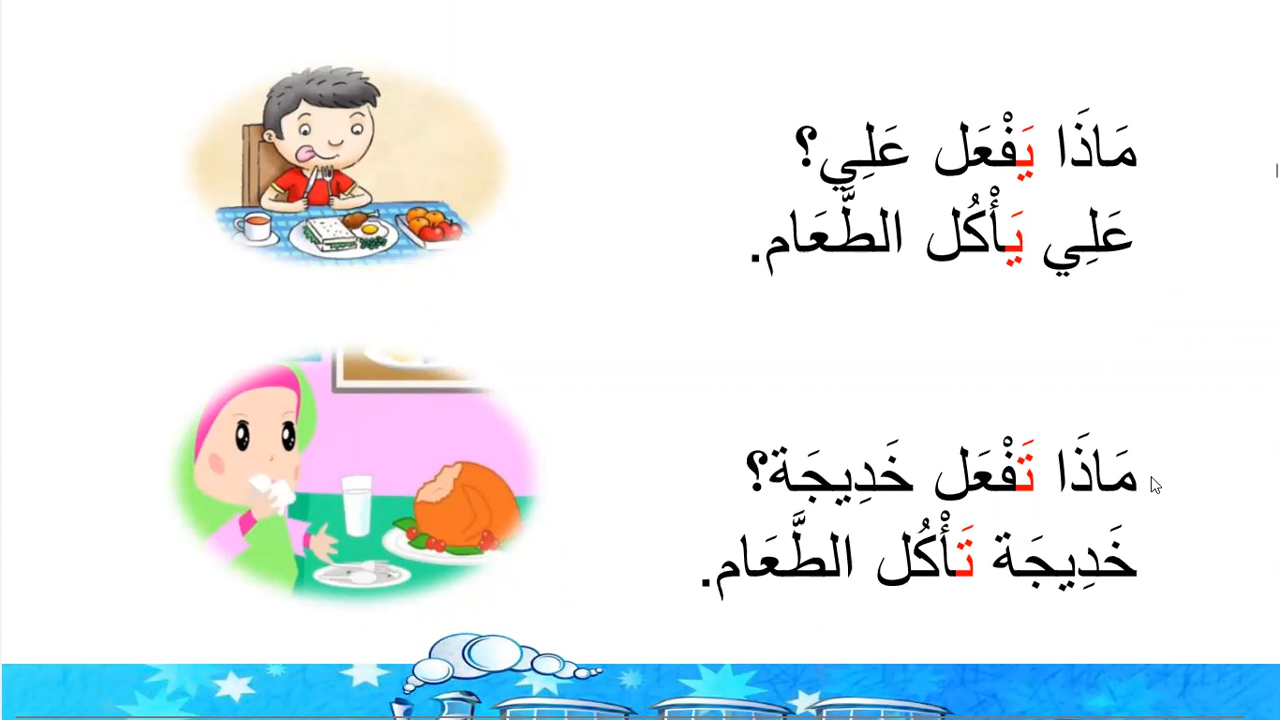 مَاذَا يَفْعَل عَلِي؟
عَلِي يَأْكُل الطَّعَام.
مَاذَا تَفْعَل خَدِيجَة؟
خَدِيجَة تَأْكُل الطَّعَام.